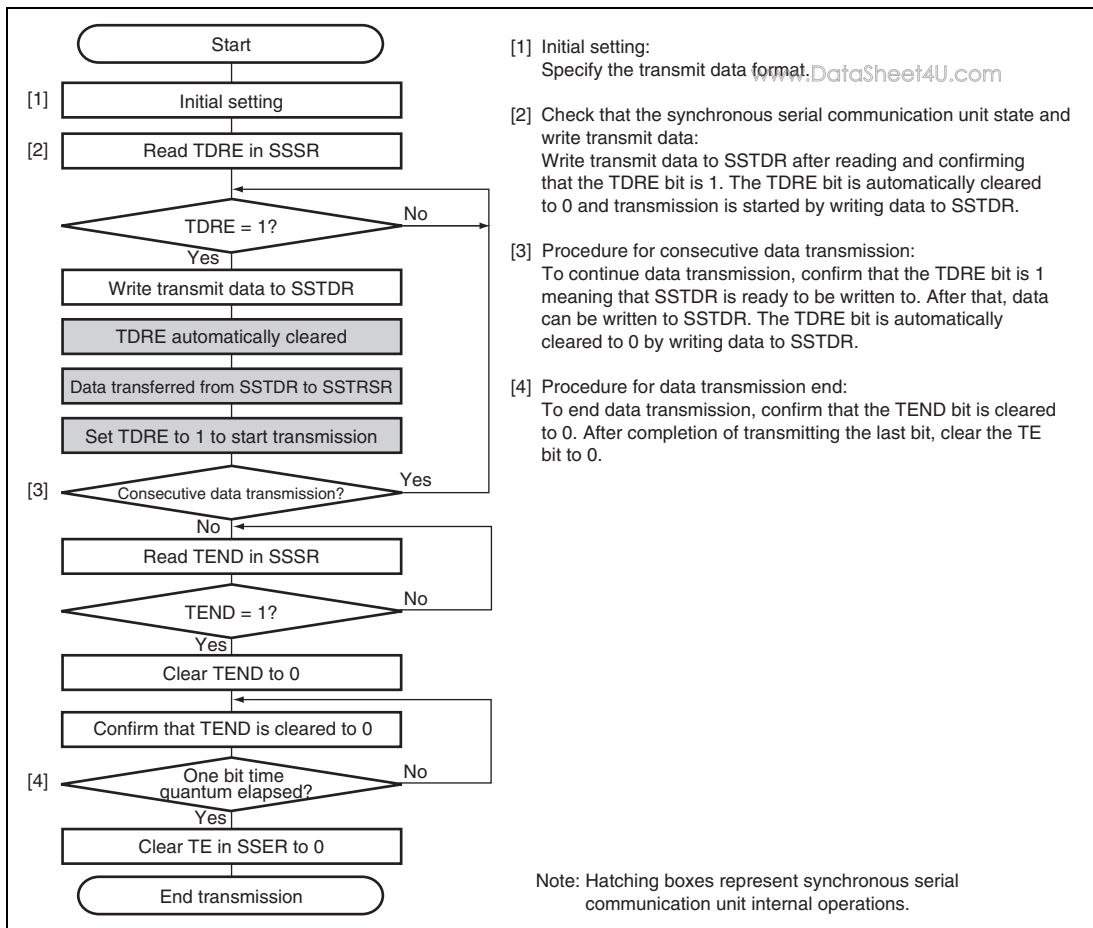 Start
[1] Initial setting
[2] Read TDRE in SSSR
TDRE = 1?
No
Yes
Write transmit data to SSTDR
TDRE automatically cleared
Data transferred from SSTDR to SSTRSR
Set TDRE to 1 to start transmission
[3] Consecutive data transmission?
Yes
No
Read TEND in SSSR
TEND = 1?
No
Yes
Clear TEND to 0
Confirm that TEND is cleared to 0
[4] One bit time
quantum elapsed?
No
Yes
Clear TE in SSER to 0
End transmission
[1] Initial setting:
Specify the transmit data format.
www.DataSheet4U.com
[2] Check that the synchronous serial communication unit state and
write transmit data:
Write transmit data to SSTDR after reading and confirming
that the TDRE bit is 1. The TDRE bit is automatically cleared
to 0 and transmission is started by writing data to SSTDR.
[3] Procedure for consecutive data transmission:
To continue data transmission, confirm that the TDRE bit is 1
meaning that SSTDR is ready to be written to. After that, data
can be written to SSTDR. The TDRE bit is automatically
cleared to 0 by writing data to SSTDR.
[4] Procedure for data transmission end:
To end data transmission, confirm that the TEND bit is cleared
to 0. After completion of transmitting the last bit, clear the TE
bit to 0.
Note: Hatching boxes represent synchronous serial
communication unit internal operations.